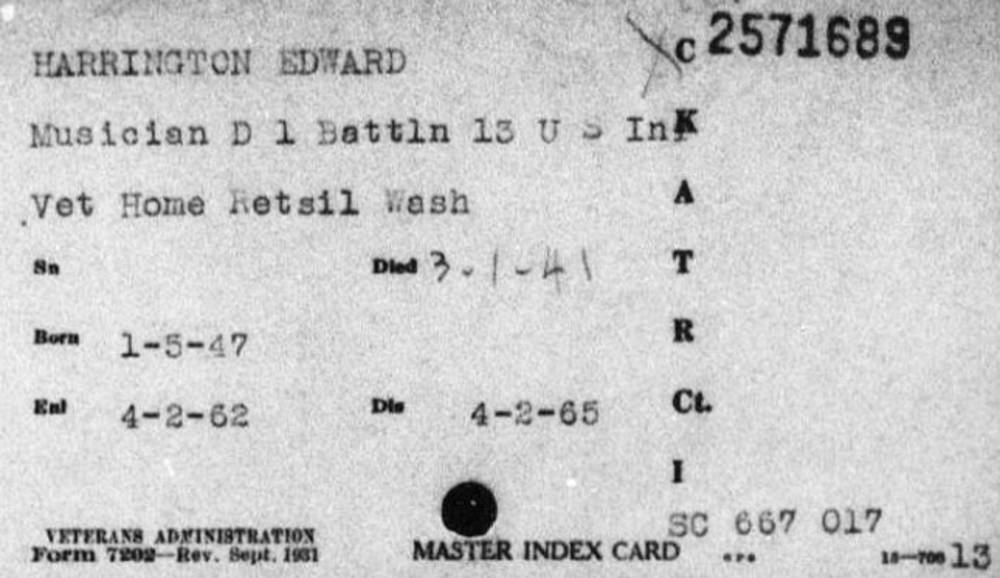 C 2571689
HARRINGTON EDWARD
Musician D 1 Battln 13 U S Inf
K
Vet Home Retsil Wash
A
Sn
Died 3-1-41
T
Born 1-5-47
R
Enl 4-2-62
Dis 4-2-65
Ct.
I
SC 667 017
VETERANS ADMINISTRATION
Form 7202—Rev. Sept. 1931
MASTER INDEX CARD
13